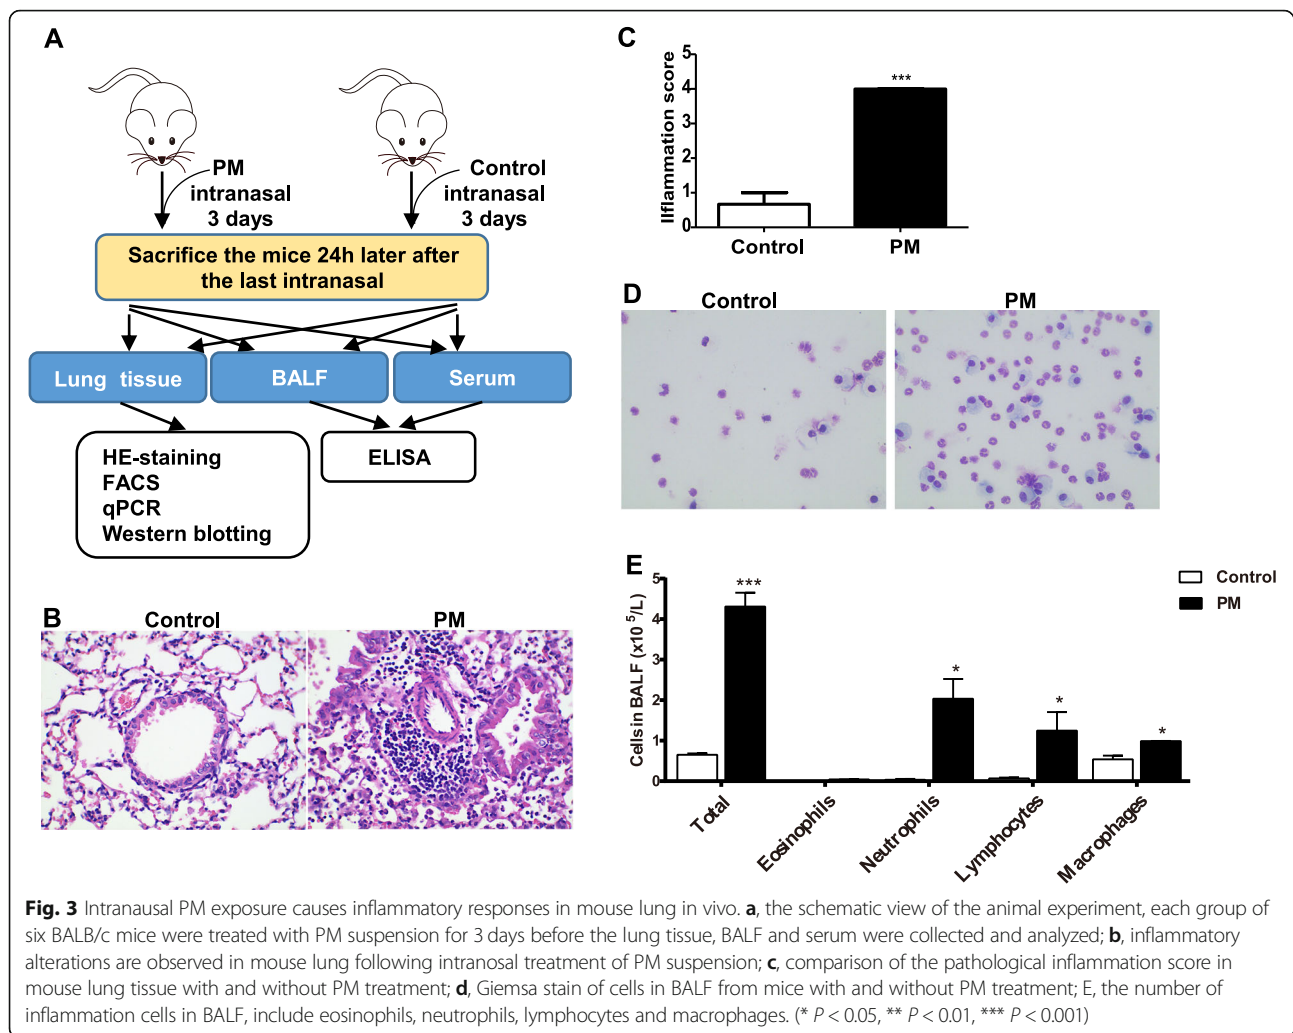 A
PM
intranasal
3 days
Control
intranasal
3 days
Sacrifice the mice 24h later after
the last intranasal
Lung tissue
BALF
Serum
HE-staining
FACS
qPCR
Western blotting
ELISA
B
Control
PM
C
IIflammation score
5
4
3
2
1
0
***
Control
PM
D
Control
PM
E
Cellsin BALF (x10 5/L)
5
4
3
2
1
0
***
*
*
*
Control
PM
Total
Eosinophils
Neutrophils
Lymphocytes
Macrophages
Fig. 3 Intranausal PM exposure causes inflammatory responses in mouse lung in vivo. a, the schematic view of the animal experiment, each group of
six BALB/c mice were treated with PM suspension for 3 days before the lung tissue, BALF and serum were collected and analyzed; b, inflammatory
alterations are observed in mouse lung following intranosal treatment of PM suspension; c, comparison of the pathological inflammation score in
mouse lung tissue with and without PM treatment; d, Giemsa stain of cells in BALF from mice with and without PM treatment; E, the number of
inflammation cells in BALF, include eosinophils, neutrophils, lymphocytes and macrophages. (* P < 0.05, ** P < 0.01, *** P < 0.001)